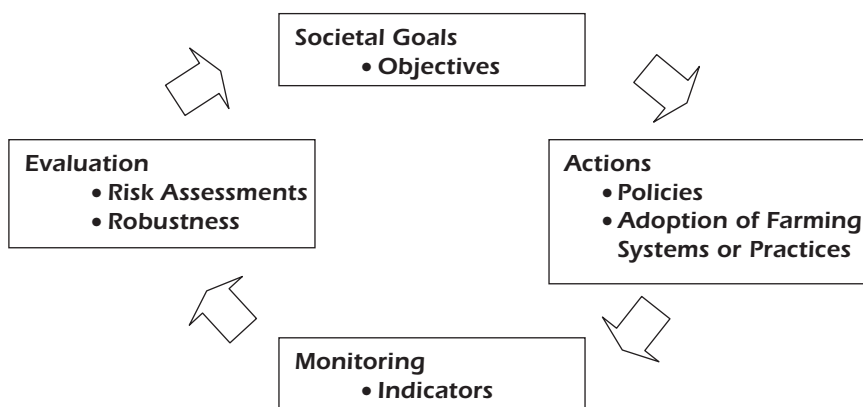 Societal Goals
• Objectives
Evaluation
• Risk Assessments
• Robustness
Actions
• Policies
• Adoption of Farming
Systems or Practices
Monitoring
• Indicators